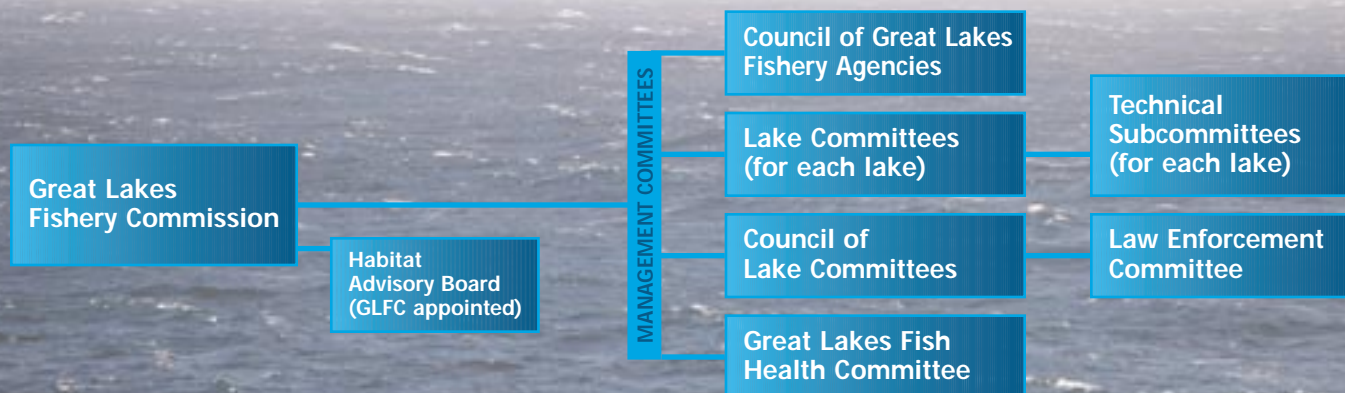 Great Lakes
Fishery Commission
Habitat
Advisory Board
(GLFC appointed)
MANAGEMENT COMMITTEES
Council of Great Lakes
Fishery Agencies
Lake Committees
(for each lake)
Technical
Subcommittees
(for each lake)
Council of
Lake Committees
Law Enforcement
Committee
Great Lakes Fish
Health Committee